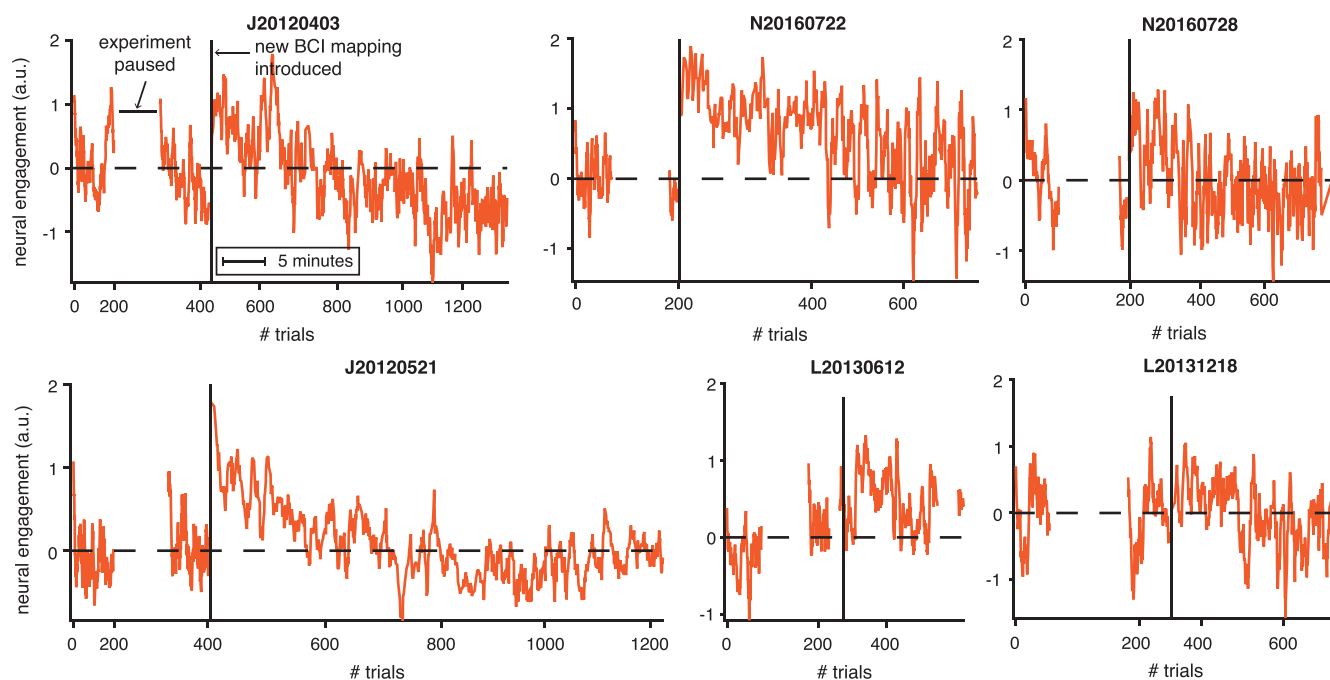 J20120403
N20160722
N20160728
experiment
paused
new BCI mapping
introduced
neural engagement (a.u.)
2
1
0
-1
5 minutes
0 200 400 600 800 1000 1200
# trials
2
1
0
-1
0 200 400 600
# trials
2
1
0
-1
0 200 400 600
# trials
J20120521
L20130612
L20131218
neural engagement (a.u.)
2
1
0
0 200 400 600 800 1000 1200
# trials
2
1
0
-1
0 200 400
# trials
2
1
0
-1
0 200 400 600
# trials